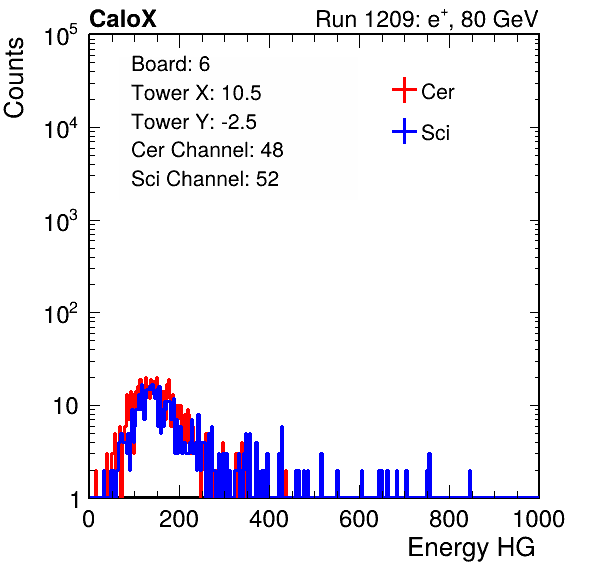 CaloX Run 1209: e⁺, 80 GeV
Counts
Board: 6
Tower X: 10.5
Tower Y: -2.5
Cer Channel: 48
Sci Channel: 52
Cer
Sci
10⁵
10⁴
10³
10²
10
1
0 200 400 600 800 1000
Energy HG